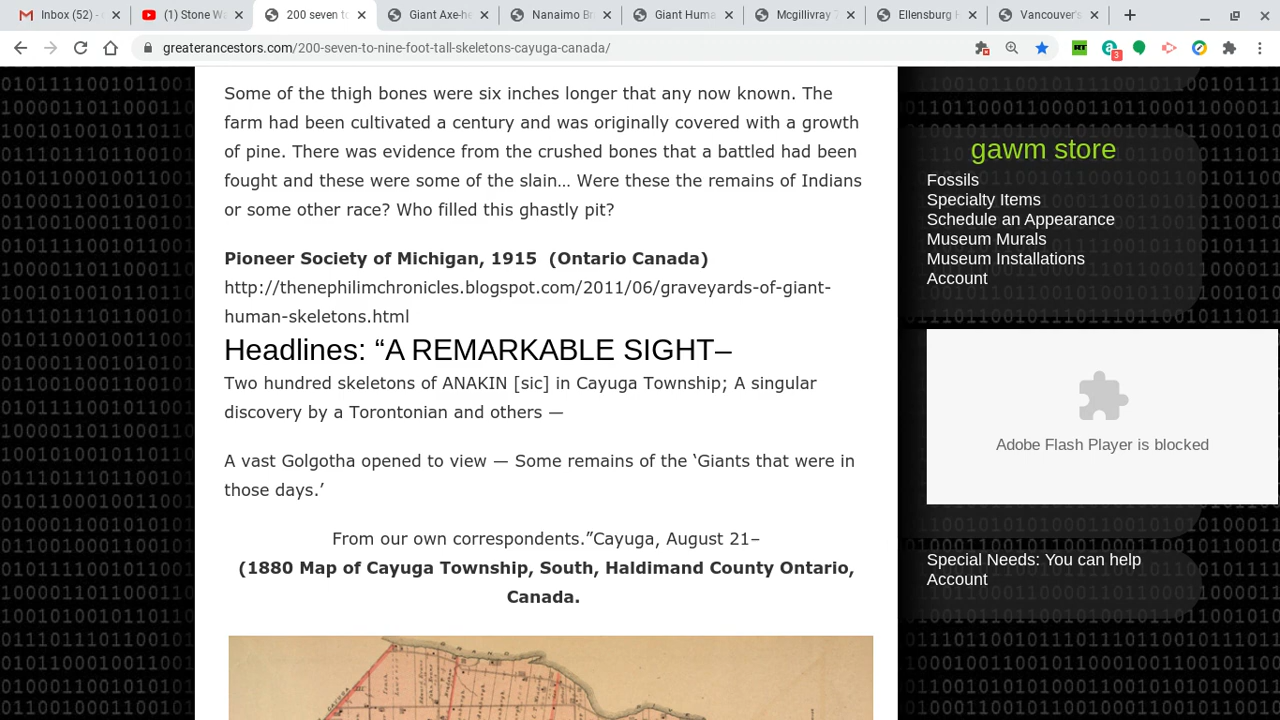 Inbox (52) -
(1) Stone Wa
200 seven to
Giant Axe-he
Nanaimo Br
Giant Huma
Mcgillivray
Ellensburg H
Vancouver's
greaterancestors.com/200-seven-to-nine-foot-tall-skeletons-cayuga-canada/
RT
3
Some of the thigh bones were six inches longer that any now known. The
farm had been cultivated a century and was originally covered with a growth
of pine. There was evidence from the crushed bones that a battled had been
fought and these were some of the slain… Were these the remains of Indians
or some other race? Who filled this ghastly pit?
Pioneer Society of Michigan, 1915 (Ontario Canada)
http://thenephilimchronicles.blogspot.com/2011/06/graveyards-of-giant-
human-skeletons.html
Headlines: “A REMARKABLE SIGHT–
Two hundred skeletons of ANAKIN [sic] in Cayuga Township; A singular
discovery by a Torontonian and others —
A vast Golgotha opened to view — Some remains of the ‘Giants that were in
those days.’
From our own correspondents.”Cayuga, August 21–
(1880 Map of Cayuga Township, South, Haldimand County Ontario,
Canada.
gawm store
Fossils
Specialty Items
Schedule an Appearance
Museum Murals
Museum Installations
Account
Adobe Flash Player is blocked
Special Needs: You can help
Account